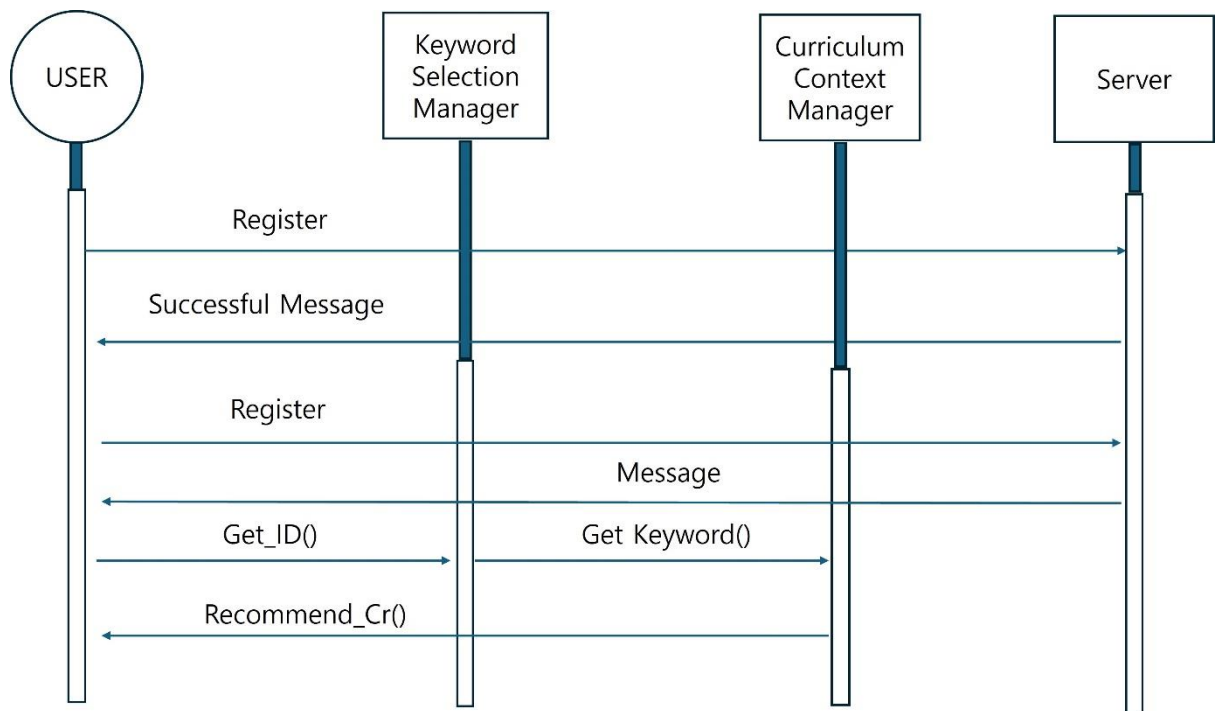 USER
Keyword
Selection
Manager
Curriculum
Context
Manager
Server
Register
Successful Message
Register
Message
Get_ID()
Get Keyword()
Recommend_Cr()